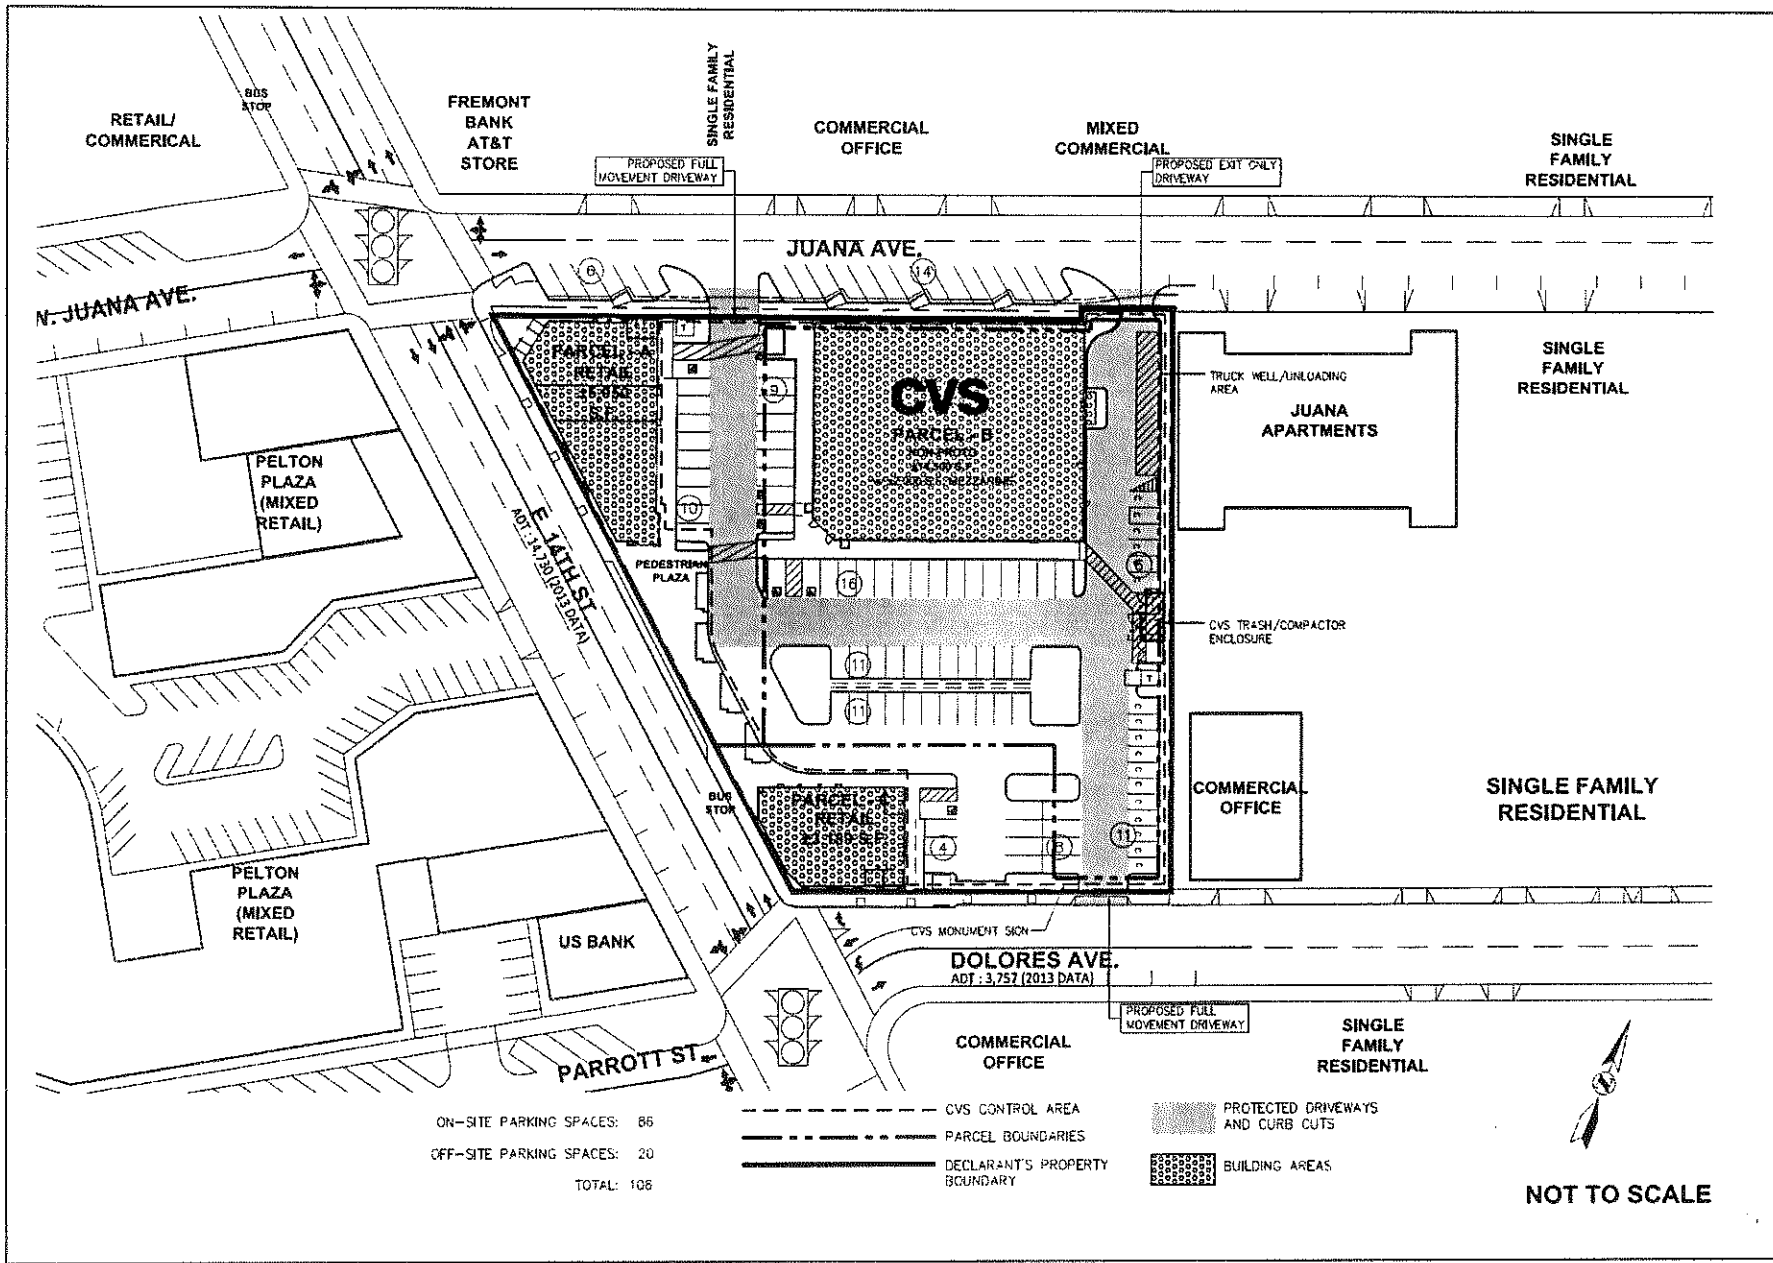 RETAIL/
COMMERICAL
BUS
STOP
FREMONT
BANK
AT&T
STORE
SINGLE FAMILY
RESIDENTIAL
COMMERCIAL
OFFICE
MIXED
COMMERCIAL
SINGLE
FAMILY
RESIDENTIAL
PROPOSED FULL
MOVEMENT DRIVEWAY
PROPOSED EXIT ONLY
DRIVEWAY
JUANA AVE.
W. JUANA AVE.
6
14
PARCEL - A
RETAIL
S.F.
9
10
CVS
PARCEL - B
NON-PROTO
TRUCK WELL/UNLOADING
AREA
JUANA
APARTMENTS
SINGLE
FAMILY
RESIDENTIAL
PELTON
PLAZA
(MIXED
RETAIL)
E 14TH ST
ADT : 14,730 (2013 DATA)
PEDESTRIAN
PLAZA
16
6
CVS TRASH/COMPACTOR
ENCLOSURE
11
11
BUS
STOP
PARCEL
RETAIL
S.F.
4
11
COMMERCIAL
OFFICE
SINGLE FAMILY
RESIDENTIAL
PELTON
PLAZA
(MIXED
RETAIL)
US BANK
CVS MONUMENT SIGN
DOLORES AVE.
ADT : 3,757 (2013 DATA)
PROPOSED FULL
MOVEMENT DRIVEWAY
PARROTT ST.
COMMERCIAL
OFFICE
SINGLE
FAMILY
RESIDENTIAL
ON-SITE PARKING SPACES: 86
OFF-SITE PARKING SPACES: 20
TOTAL: 106
CVS CONTROL AREA
PARCEL BOUNDARIES
DECLARANT'S PROPERTY
BOUNDARY
PROTECTED DRIVEWAYS
AND CURB CUTS
BUILDING AREAS
N
NOT TO SCALE